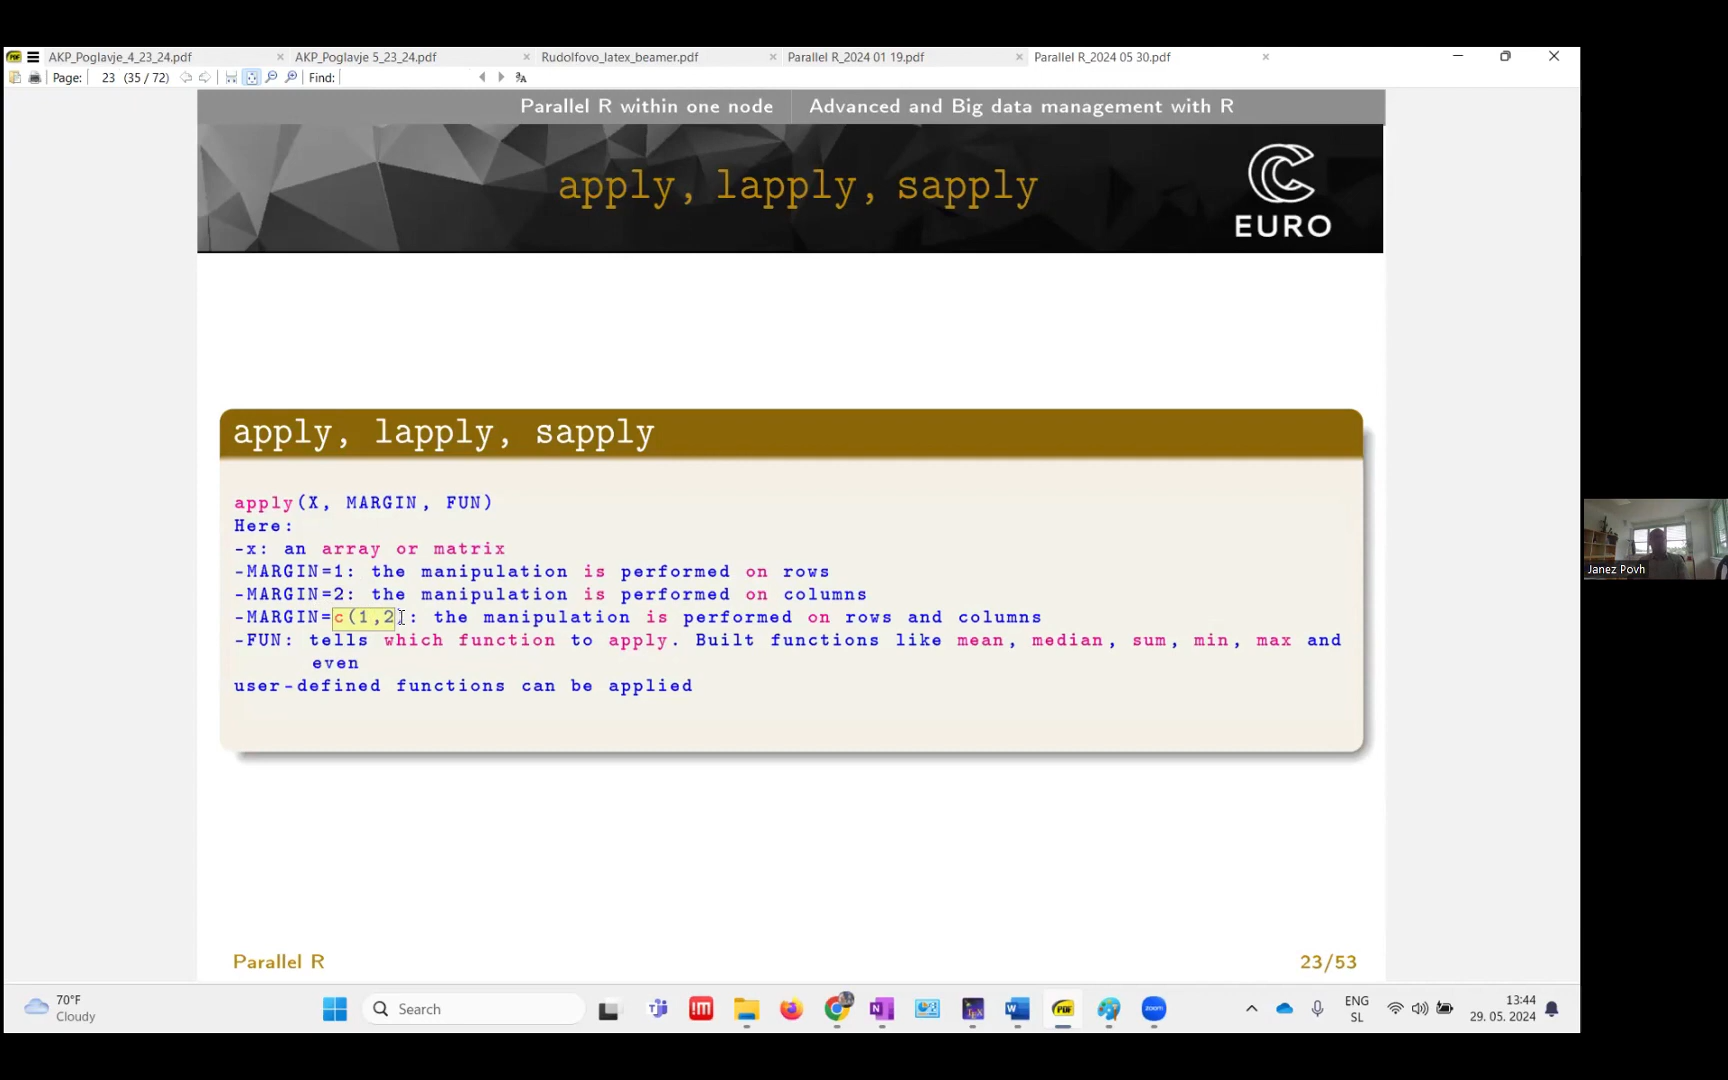 AKP_Poglavje_4_23_24.pdf × AKP_Poglavje 5_23_24.pdf × Rudolfovo_latex_beamer.pdf × Parallel R_2024 01 19.pdf × Parallel R_2024 05 30.pdf ×
Page: 23 (35 / 72) Find:
Parallel R within one node Advanced and Big data management with R
apply, lapply, sapply
EURO
apply, lapply, sapply
apply(X, MARGIN, FUN)
Here:
-x: an array or matrix
-MARGIN=1: the manipulation is performed on rows
-MARGIN=2: the manipulation is performed on columns
-MARGIN=c(1,2): the manipulation is performed on rows and columns
-FUN: tells which function to apply. Built functions like mean, median, sum, min, max and
even
user-defined functions can be applied
Parallel R 23/53
Janez Povh
70°F
Cloudy
Search
ENG
SL
13:44
29. 05. 2024